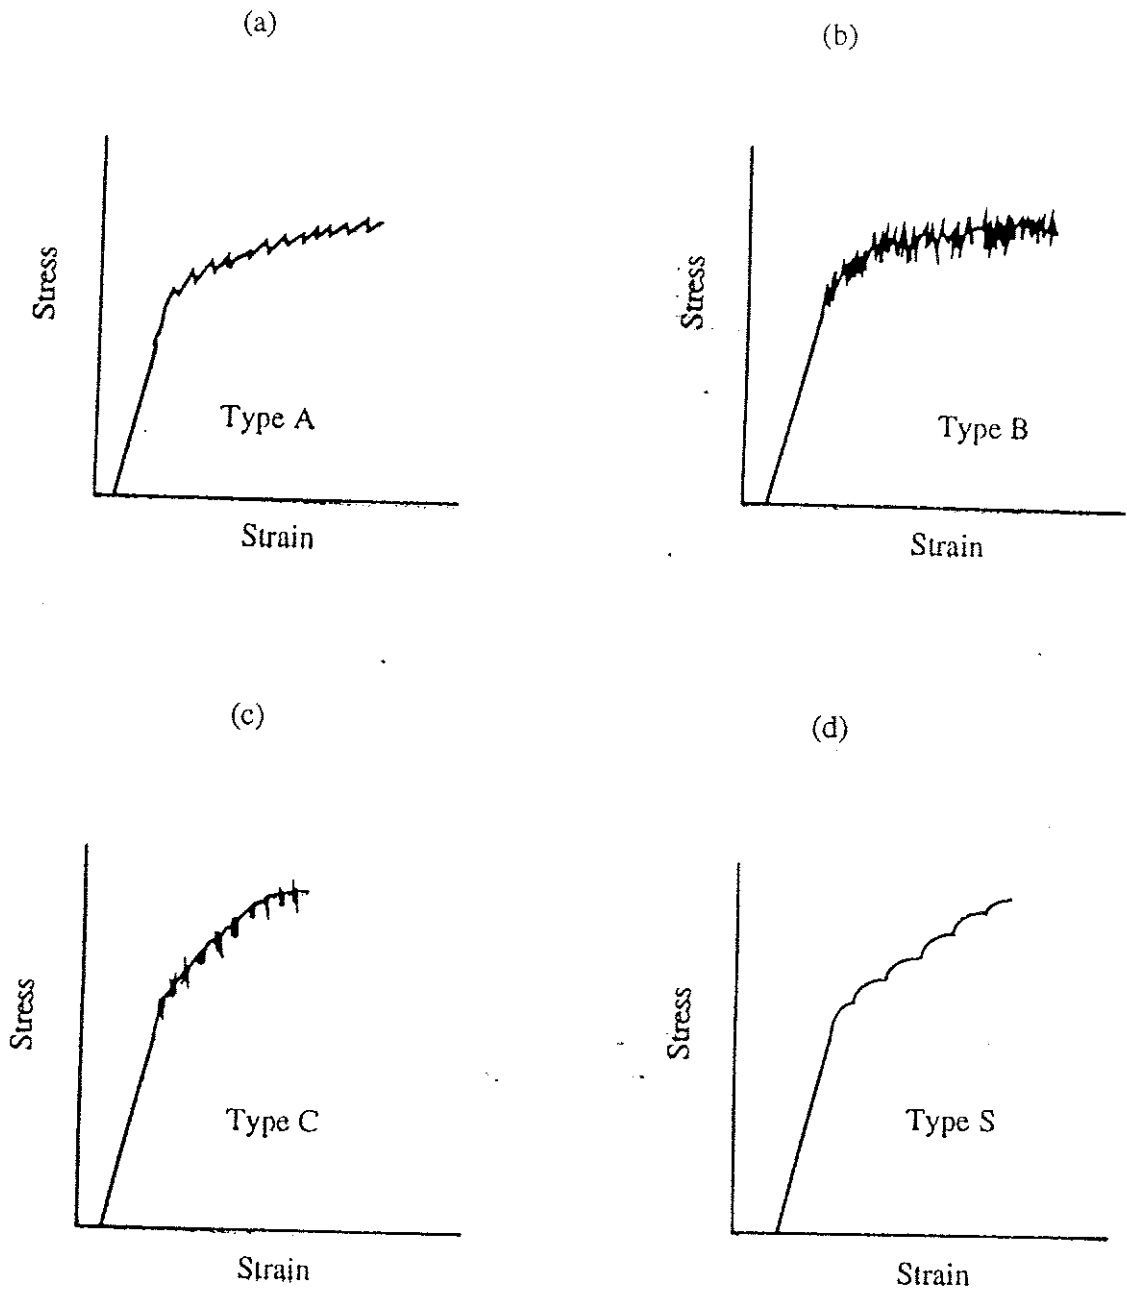 (a)
Stress
Type A
Strain
(b)
Stress
Type B
Strain
(c)
Stress
Type C
Strain
(d)
Stress
Type S
Strain